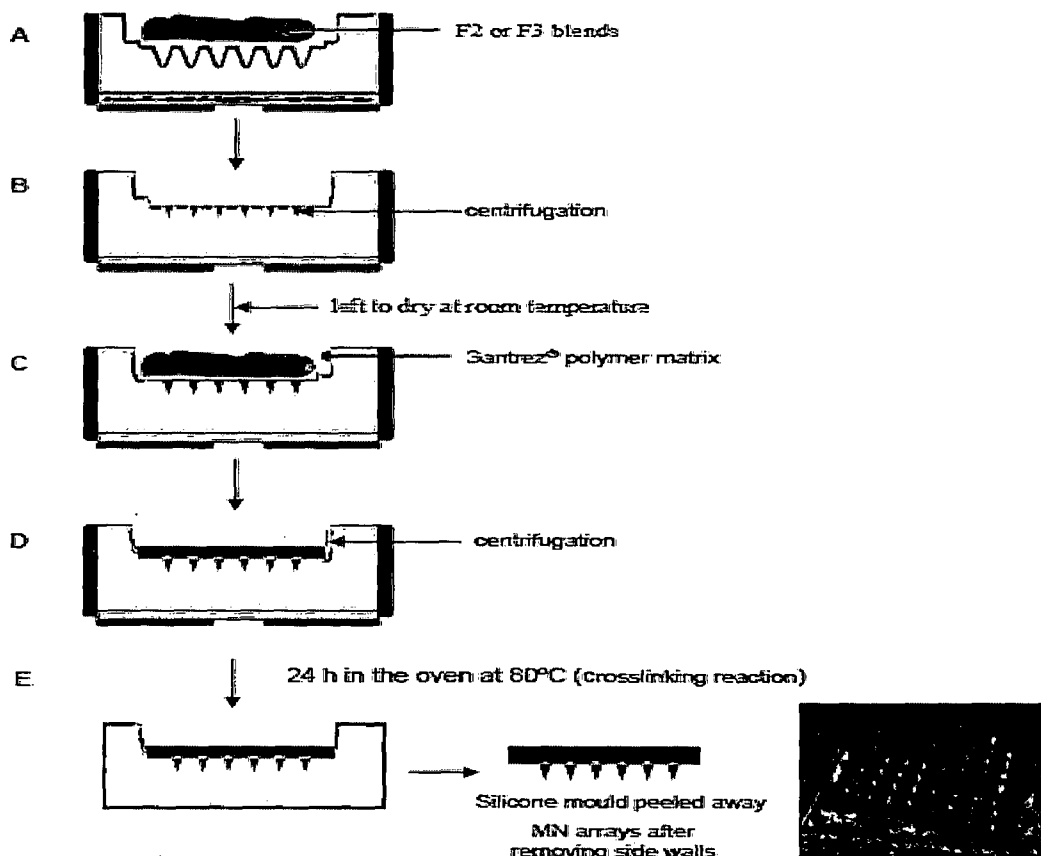 A
F2 or F3 blends
B
centrifugation
left to dry at room temperature
C
Gantrez® polymer matrix
D
centrifugation
E
24 h in the oven at 80°C (crosslinking reaction)
Silicone mould peeled away
MN arrays after
removing side walls